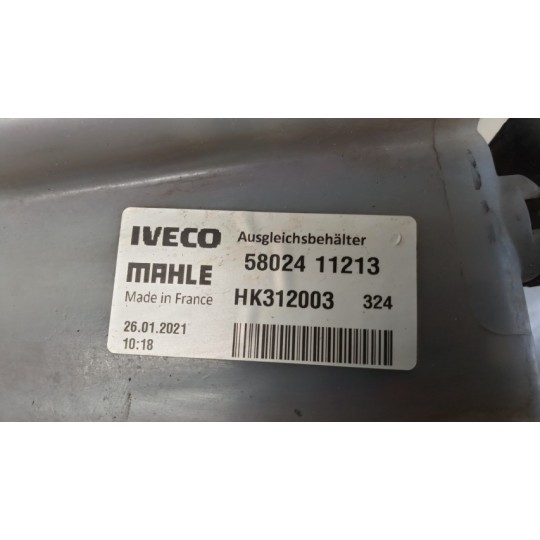 IVECO Ausgleichsbehälter
MAHLE 58024 11213
Made in France HK312003 324
26.01.2021
10:18